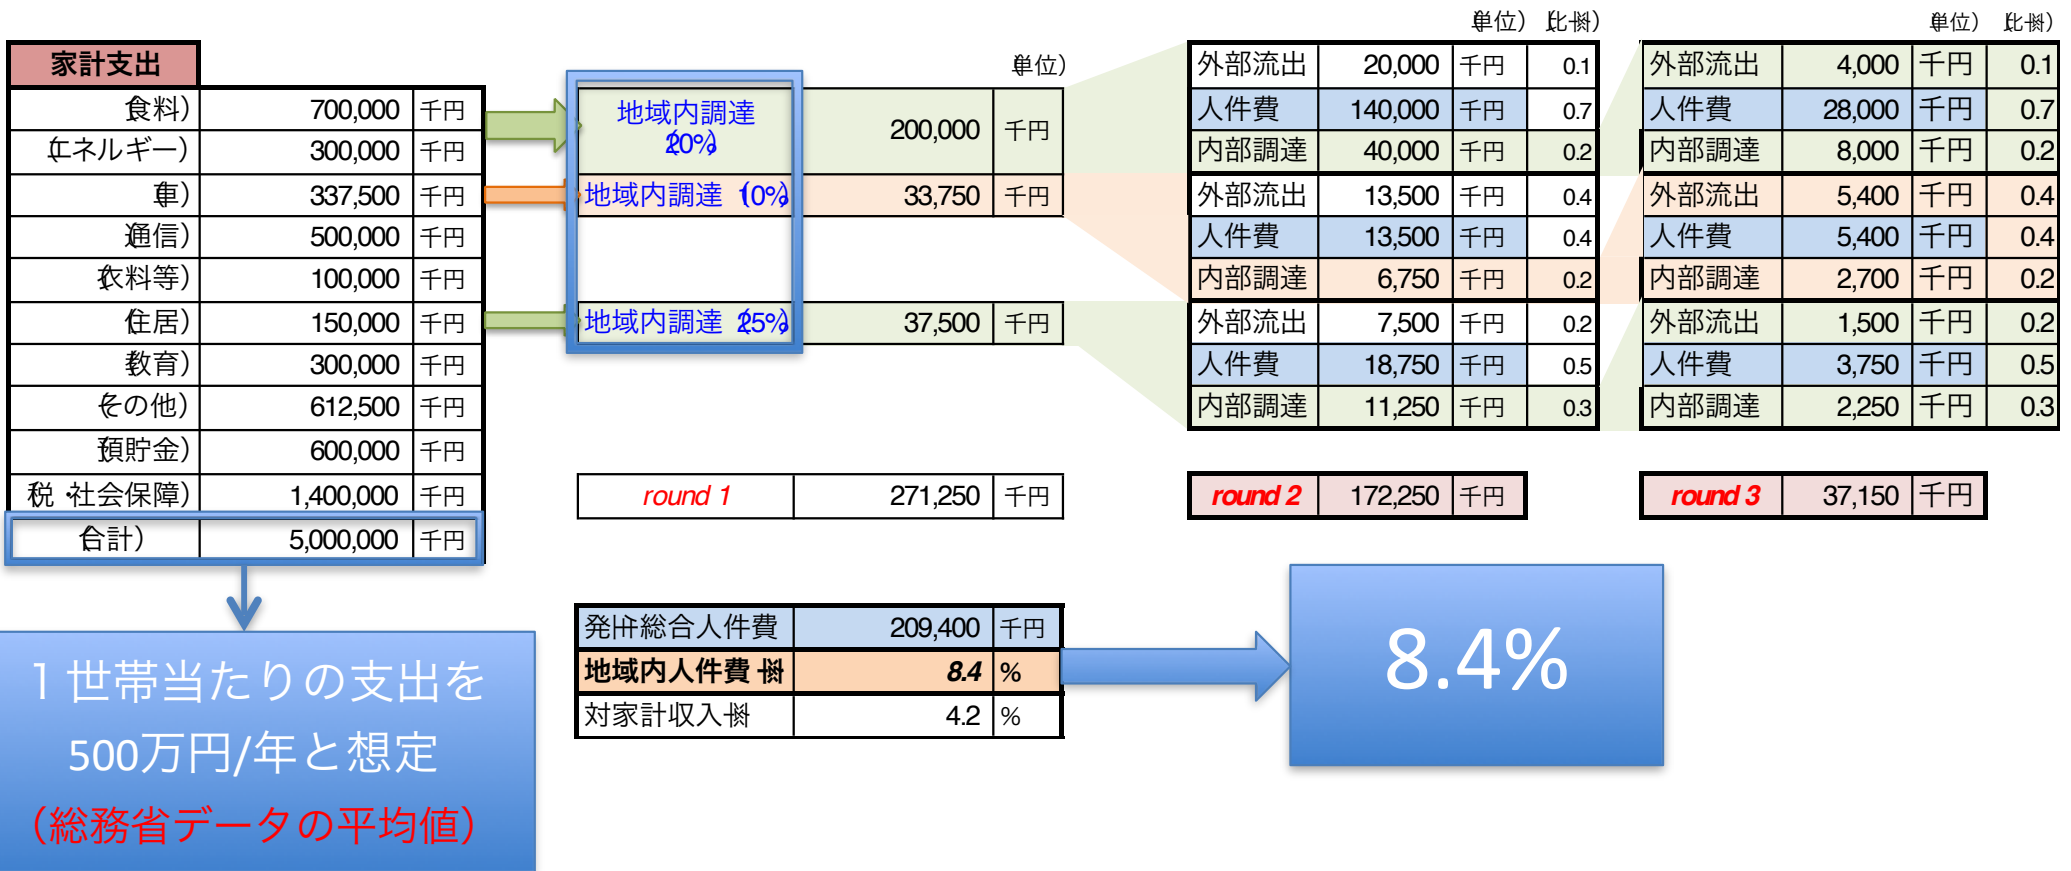 家計支出
（食料） 700,000 千円
（エネルギー） 300,000 千円
（車） 337,500 千円
（通信） 500,000 千円
（衣料等） 100,000 千円
（住居） 150,000 千円
（教育） 300,000 千円
（その他） 612,500 千円
（預貯金） 600,000 千円
（税・社会保障） 1,400,000 千円
（合計） 5,000,000 千円
１世帯当たりの支出を
500万円/年と想定
（総務省データの平均値）
（単位）
地域内調達
（20%） 200,000 千円
地域内調達（10%） 33,750 千円
地域内調達（25%） 37,500 千円
round 1 271,250 千円
発生総合人件費 209,400 千円
地域内人件費率 8.4 %
対家計収入率 4.2 %
8.4%
（単位）（比率）
外部流出 20,000 千円 0.1
人件費 140,000 千円 0.7
内部調達 40,000 千円 0.2
外部流出 13,500 千円 0.4
人件費 13,500 千円 0.4
内部調達 6,750 千円 0.2
外部流出 7,500 千円 0.2
人件費 18,750 千円 0.5
内部調達 11,250 千円 0.3
round 2 172,250 千円
（単位）（比率）
外部流出 4,000 千円 0.1
人件費 28,000 千円 0.7
内部調達 8,000 千円 0.2
外部流出 5,400 千円 0.4
人件費 5,400 千円 0.4
内部調達 2,700 千円 0.2
外部流出 1,500 千円 0.2
人件費 3,750 千円 0.5
内部調達 2,250 千円 0.3
round 3 37,150 千円